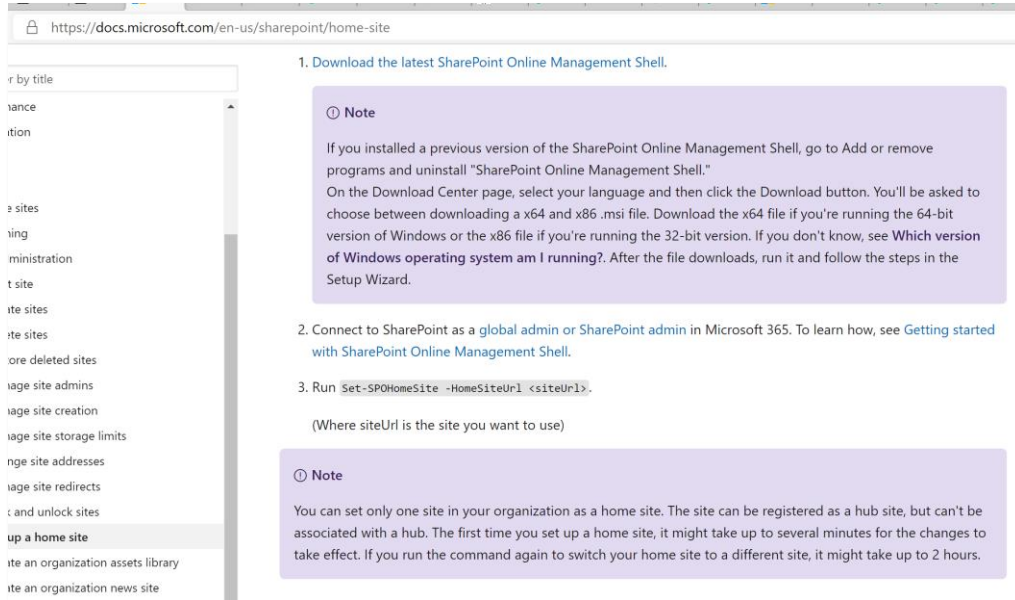 https://docs.microsoft.com/en-us/sharepoint/home-site
by title
1. Download the latest SharePoint Online Management Shell.
Note
If you installed a previous version of the SharePoint Online Management Shell, go to Add or remove
programs and uninstall "SharePoint Online Management Shell."
On the Download Center page, select your language and then click the Download button. You'll be asked to
choose between downloading a x64 and x86 .msi file. Download the x64 file if you're running the 64-bit
version of Windows or the x86 file if you're running the 32-bit version. If you don't know, see Which version
of Windows operating system am I running?. After the file downloads, run it and follow the steps in the
Setup Wizard.
2. Connect to SharePoint as a global admin or SharePoint admin in Microsoft 365. To learn how, see Getting started
with SharePoint Online Management Shell.
3. Run Set-SPOHomeSite -HomeSiteUrl <siteUrl>.
(Where siteUrl is the site you want to use)
Note
You can set only one site in your organization as a home site. The site can be registered as a hub site, but can't be
associated with a hub. The first time you set up a home site, it might take up to several minutes for the changes to
take effect. If you run the command again to switch your home site to a different site, it might take up to 2 hours.
sites
ministration
t site
te sites
ete sites
ore deleted sites
nage site admins
nage site creation
nage site storage limits
nge site addresses
nage site redirects
and unlock sites
up a home site
ate an organization assets library
ate an organization news site